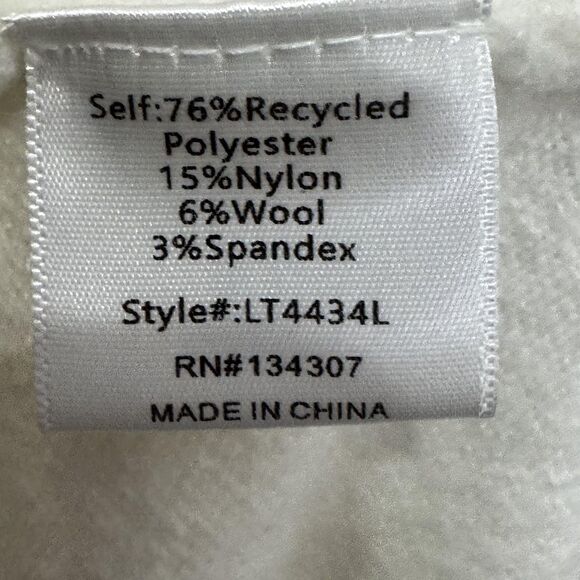 Self:76%Recycled
Polyester
15%Nylon
6%Wool
3%Spandex
Style#:LT4434L
RN#134307
MADE IN CHINA